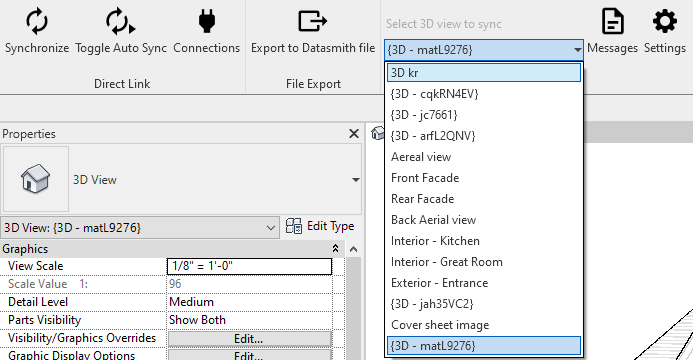 Select 3D view to sync
Synchronize Toggle Auto Sync Connections Export to Datasmith file {3D - matL9276} Messages Settings
Direct Link File Export
3D kr
{3D - cqkRN4EV}
{3D - jc7661}
{3D - arfL2QNV}
Aereal view
Front Facade
Rear Facade
Back Aerial view
Interior - Kitchen
Interior - Great Room
Exterior - Entrance
{3D - jah35VC2}
Cover sheet image
{3D - matL9276}
Properties
3D View
3D View: {3D - matL9276} Edit Type
Graphics
View Scale 1/8" = 1'-0"
Scale Value 1: 96
Detail Level Medium
Parts Visibility Show Both
Visibility/Graphics Overrides Edit...
Graphic Display Options Edit...